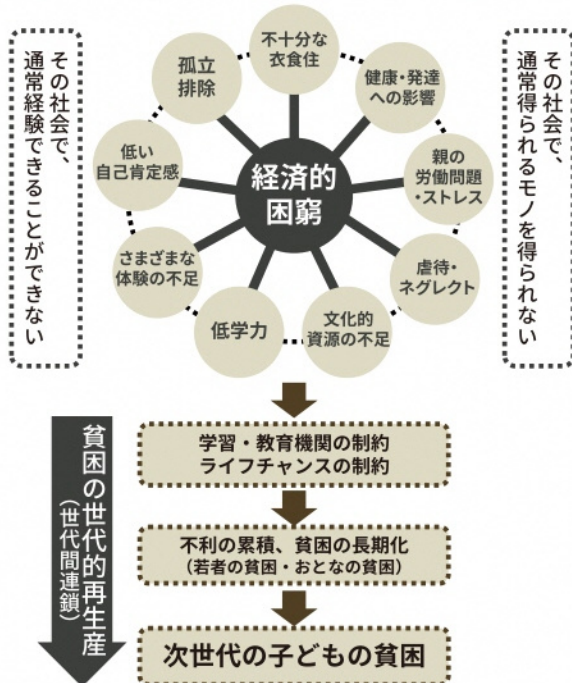 その社会で、
通常経験できることができない
その社会で、
通常得られるモノを得られない
経済的
困窮
不十分な
衣食住
健康・発達
への影響
親の
労働問題
・ストレス
虐待・
ネグレクト
文化的
資源の不足
低学力
さまざまな
体験の不足
低い
自己肯定感
孤立
排除
貧困の世代的再生産
(世代間連鎖)
学習・教育機関の制約
ライフチャンスの制約
不利の累積、貧困の長期化
(若者の貧困・おとなの貧困)
次世代の子どもの貧困